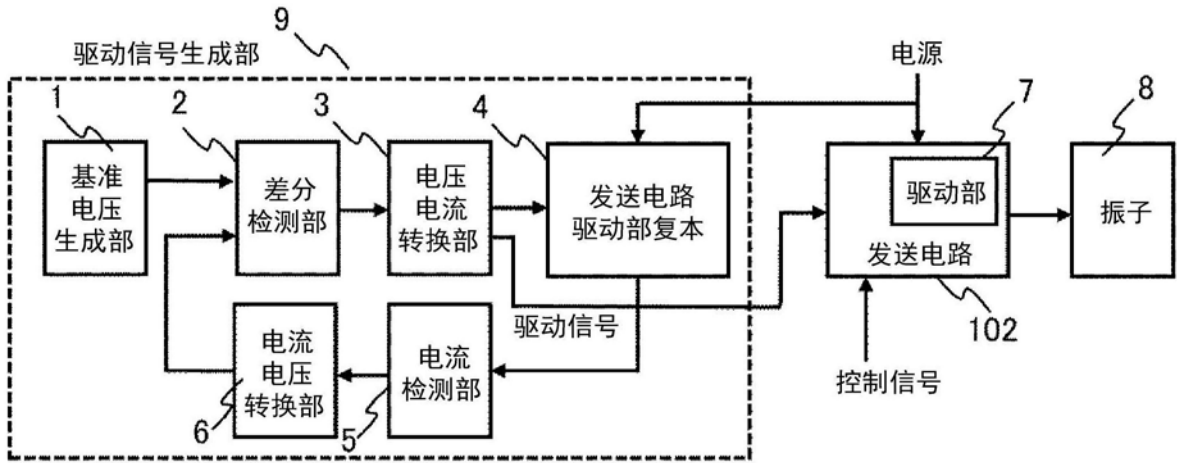 9
驱动信号生成部
电源
1
2
3
4
7
8
基准
电压
生成部
差分
检测部
电压
电流
转换部
发送电路
驱动部复本
驱动部
发送电路
振子
驱动信号
102
控制信号
电流
电压
转换部
6
电流
检测部
5